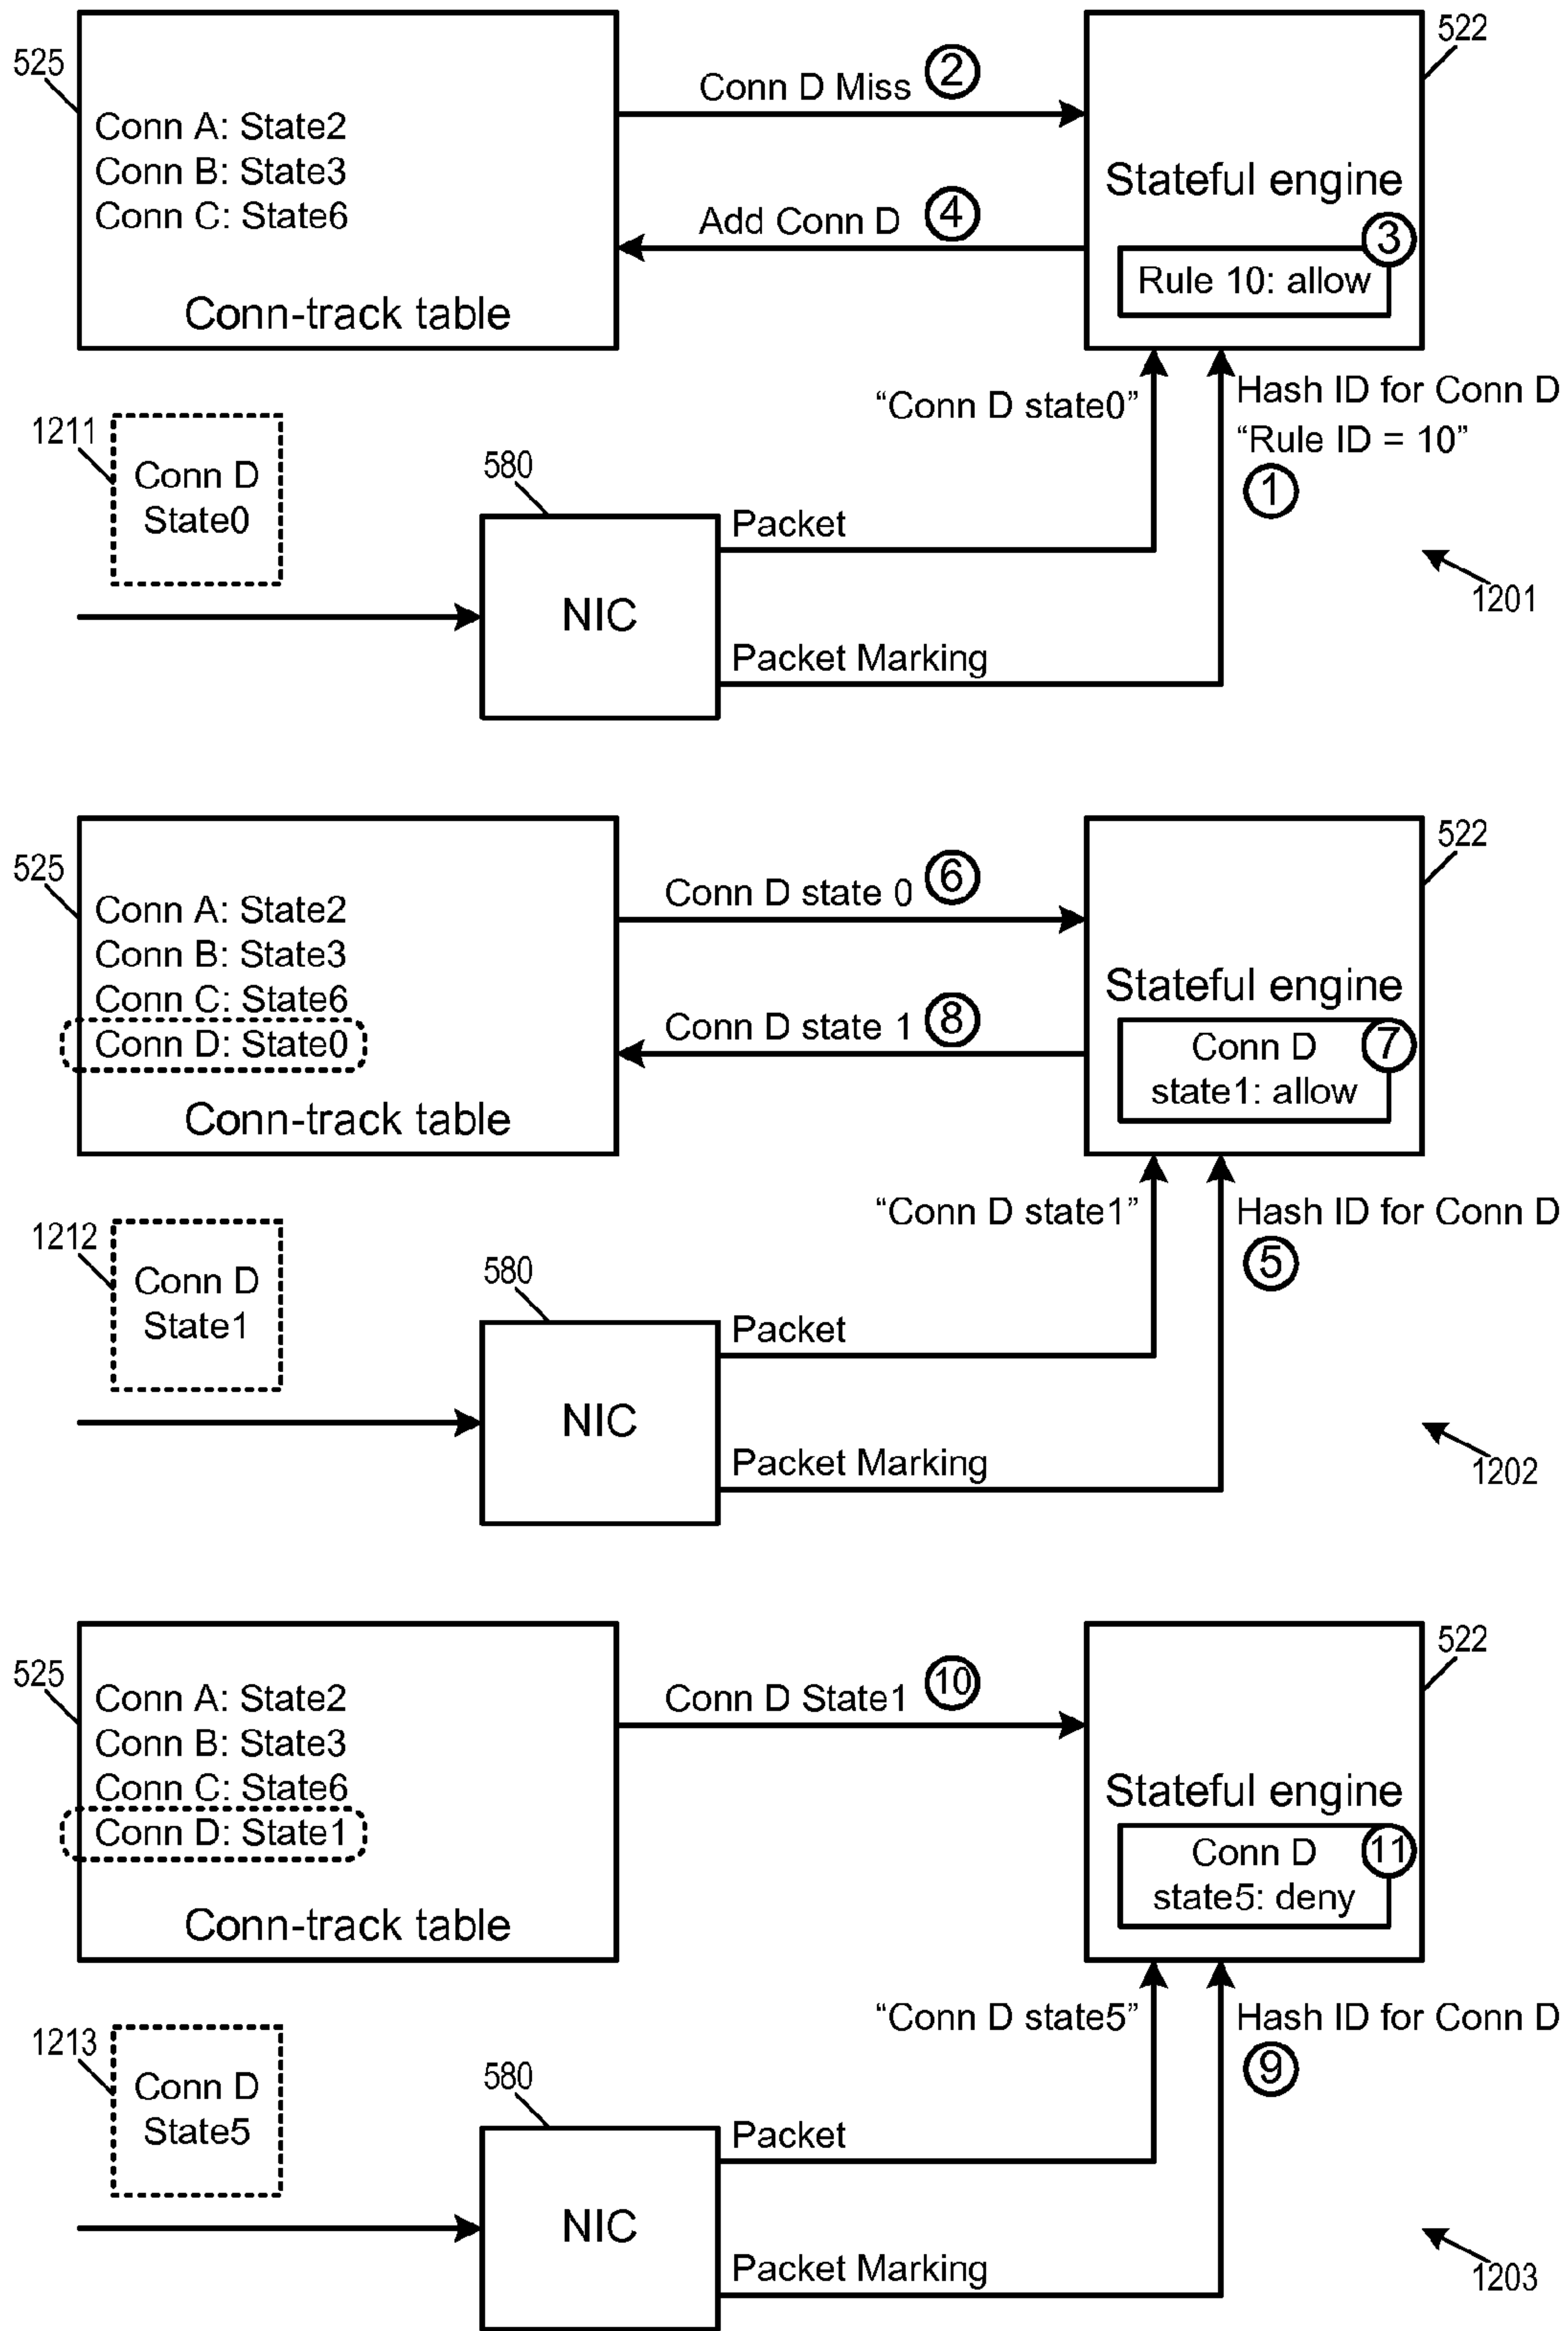 525
522
Conn D Miss ②
Conn A: State2
Conn B: State3
Conn C: State6
Stateful engine
Add Conn D ④
③
Rule 10: allow
Conn-track table
“Conn D state0”
Hash ID for Conn D
“Rule ID = 10”
①
1211
Conn D
State0
580
Packet
NIC
Packet Marking
1201
525
522
Conn D state 0 ⑥
Conn A: State2
Conn B: State3
Conn C: State6
Conn D: State0
Stateful engine
Conn D state 1 ⑧
Conn D ⑦
state1: allow
Conn-track table
“Conn D state1”
Hash ID for Conn D
⑤
1212
Conn D
State1
580
Packet
NIC
Packet Marking
1202
525
522
Conn D State1 ⑩
Conn A: State2
Conn B: State3
Conn C: State6
Conn D: State1
Stateful engine
Conn D ⑪
state5: deny
Conn-track table
“Conn D state5”
Hash ID for Conn D
⑨
1213
Conn D
State5
580
Packet
NIC
Packet Marking
1203